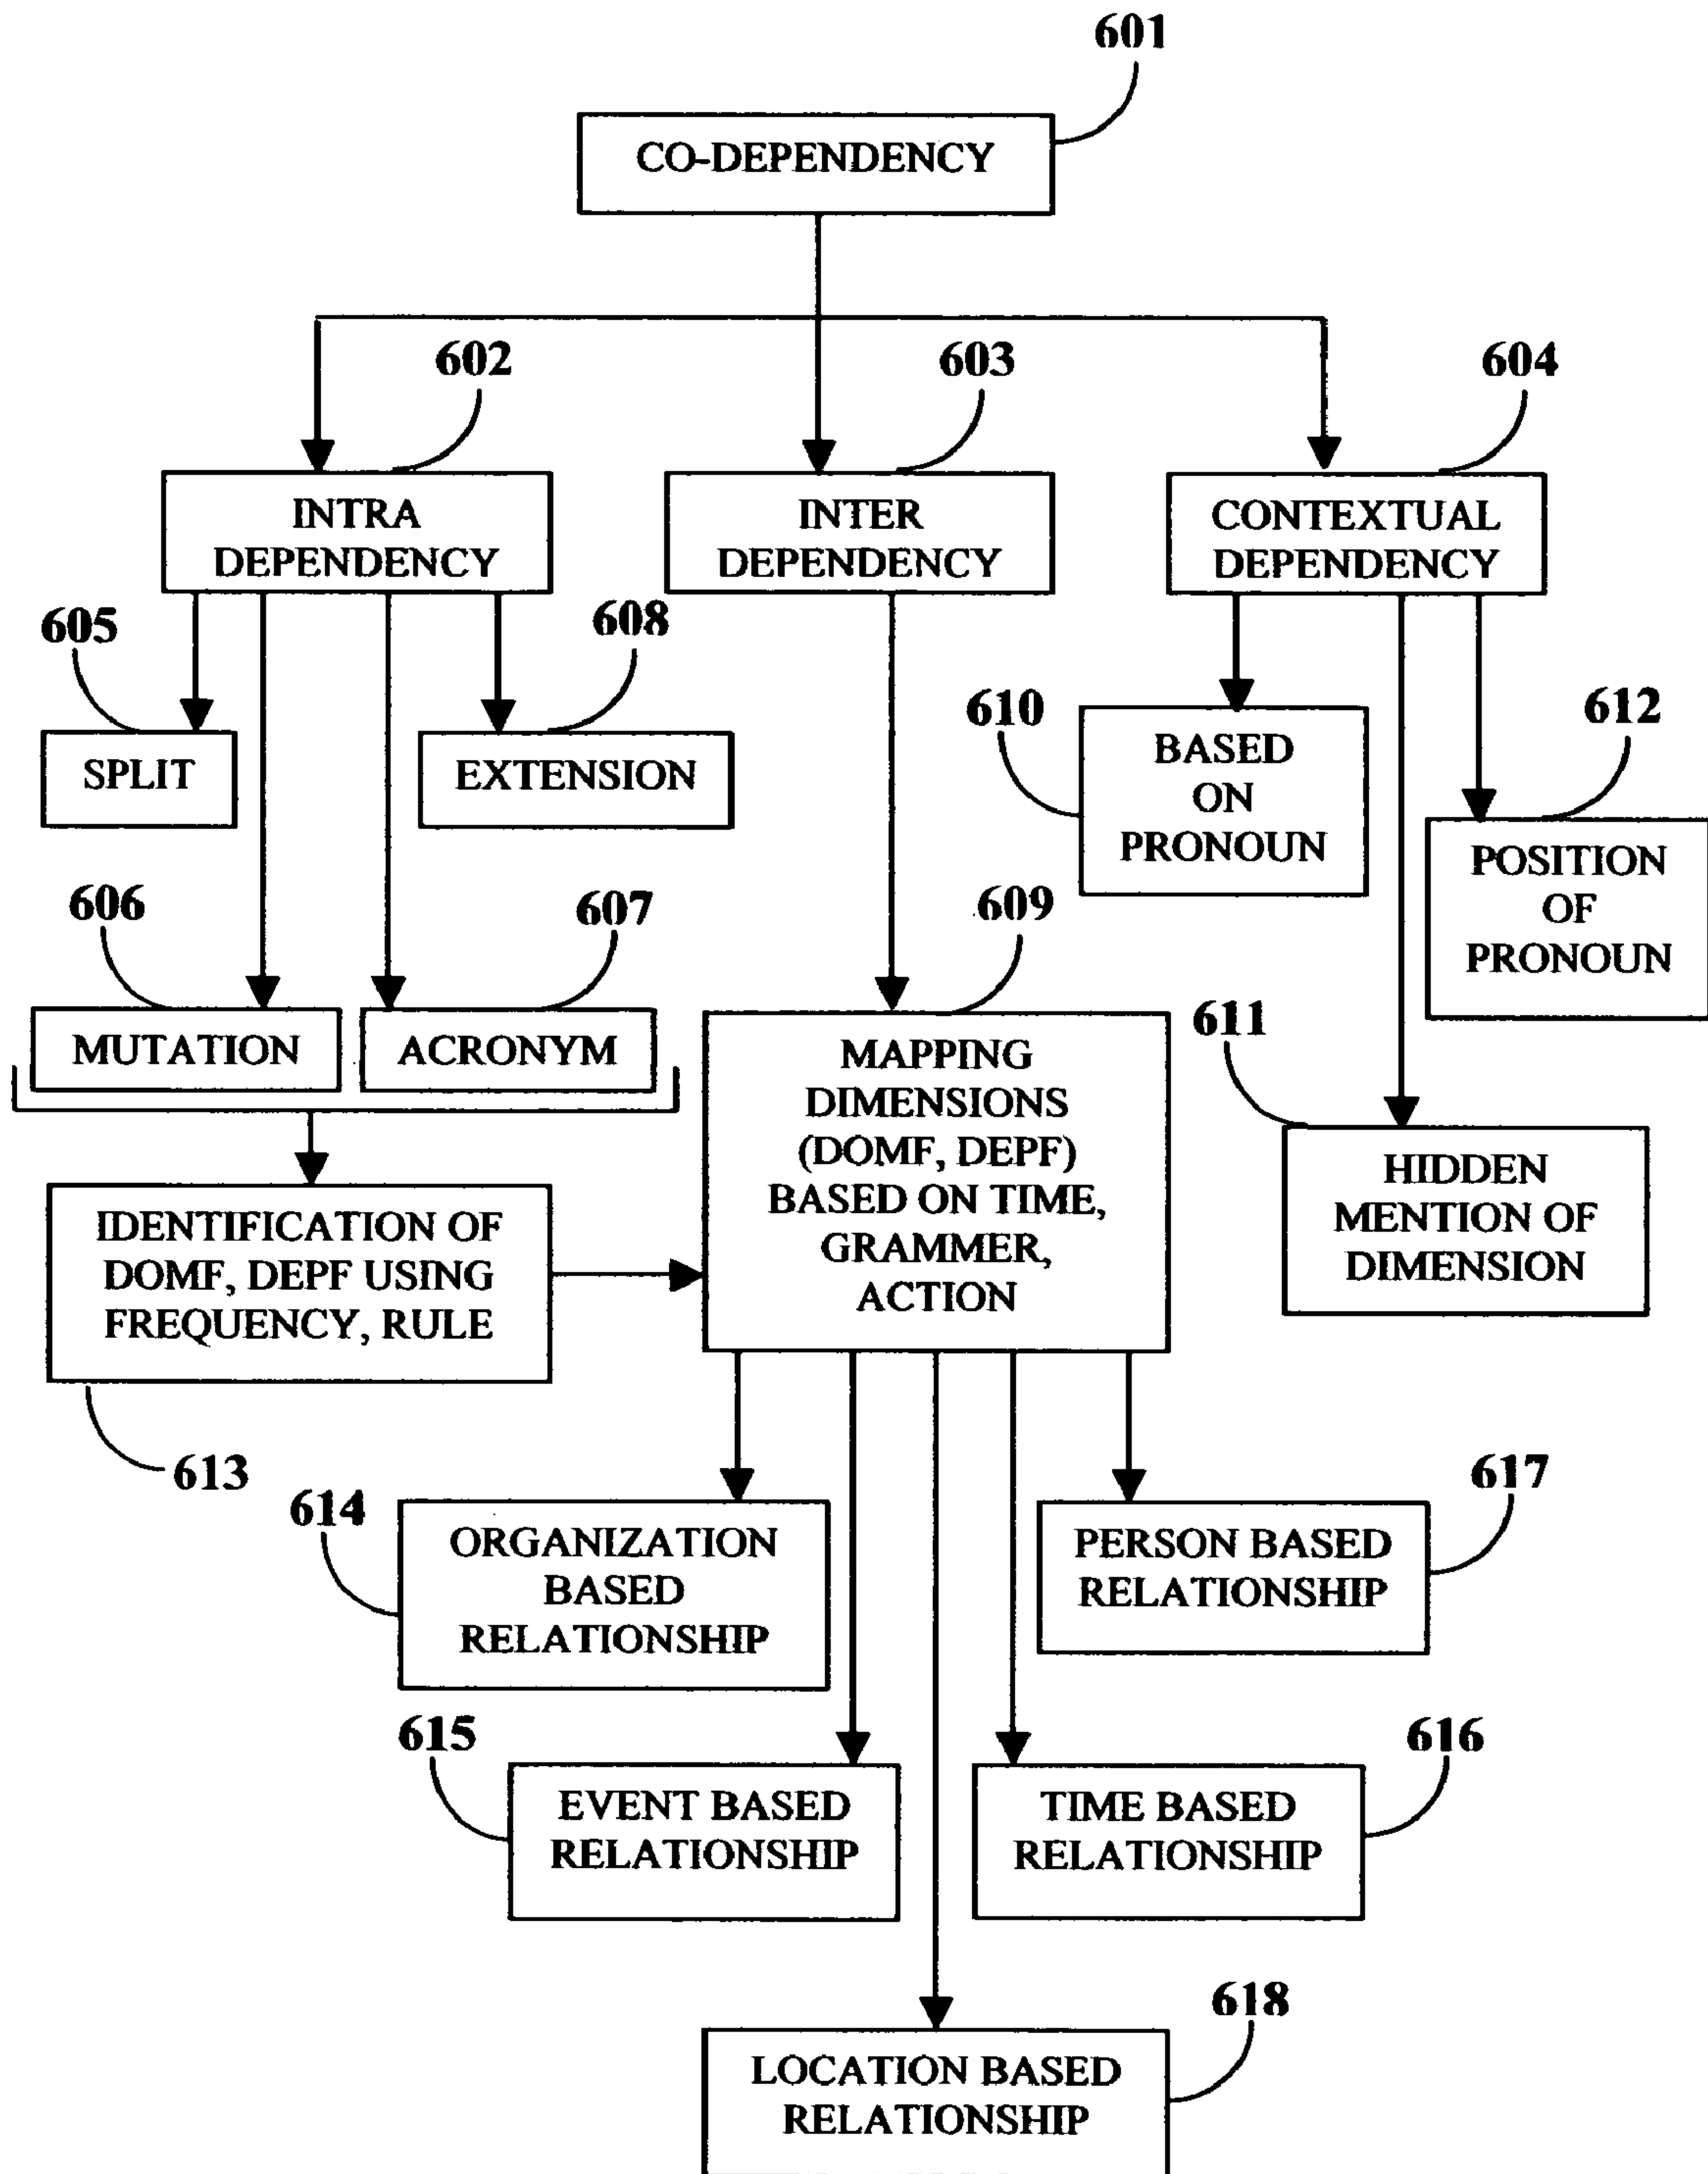 601
CO-DEPENDENCY
602
603
604
INTRA
DEPENDENCY
INTER
DEPENDENCY
CONTEXTUAL
DEPENDENCY
605
608
SPLIT
EXTENSION
610
BASED
ON
PRONOUN
612
POSITION
OF
PRONOUN
606
607
MUTATION
ACRONYM
609
MAPPING
DIMENSIONS
(DOMF, DEPF)
BASED ON TIME,
GRAMMER,
ACTION
611
HIDDEN
MENTION OF
DIMENSION
IDENTIFICATION OF
DOMF, DEPF USING
FREQUENCY, RULE
613
614
ORGANIZATION
BASED
RELATIONSHIP
617
PERSON BASED
RELATIONSHIP
615
EVENT BASED
RELATIONSHIP
616
TIME BASED
RELATIONSHIP
618
LOCATION BASED
RELATIONSHIP